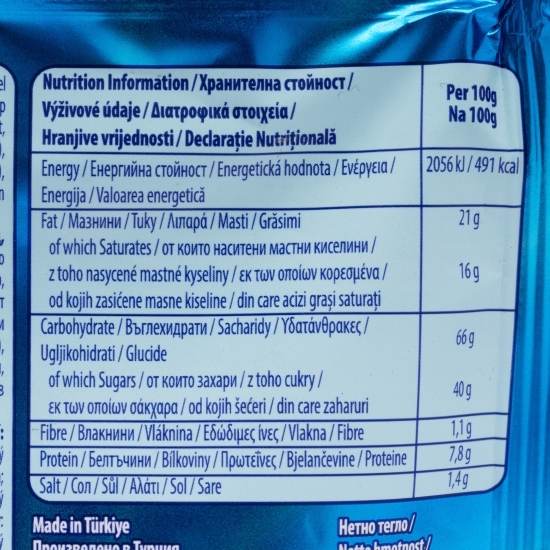 Nutrition Information / Хранителна стойност /
Výživové údaje / Διατροφικά στοιχεία /
Hranjive vrijednosti / Declarație Nutrițională
Per 100g
Na 100g
Energy / Енергийна стойност / Energetická hodnota / Ενέργεια /
Energija / Valoarea energetică
2056 kJ / 491 kcal
Fat / Мазнини / Tuky / Λιπαρά / Masti / Grăsimi
21 g
of which Saturates / от които наситени мастни киселини /
z toho nasycené mastné kyseliny / εκ των οποίων κορεσμένα /
16 g
od kojih zasićene masne kiseline / din care acizi grași saturați
Carbohydrate / Въглехидрати / Sacharidy / Υδατάνθρακες /
Ugljikohidrati / Glucide
66 g
of which Sugars / от които захари / z toho cukry /
εκ των οποίων σάκχαρα / od kojih šećeri / din care zaharuri
40 g
Fibre / Влакнини / Vláknina / Εδώδιμες ίνες / Vlakna / Fibre
1,1 g
Protein / Белтъчини / Bílkoviny / Πρωτεΐνες / Bjelančevine / Proteine
7,8 g
Salt / Сол / Sůl / Αλάτι / Sol / Sare
1,4 g
Made in Türkiye
Произведено в Турция
Нетно тегло /
Netto hmotnost /